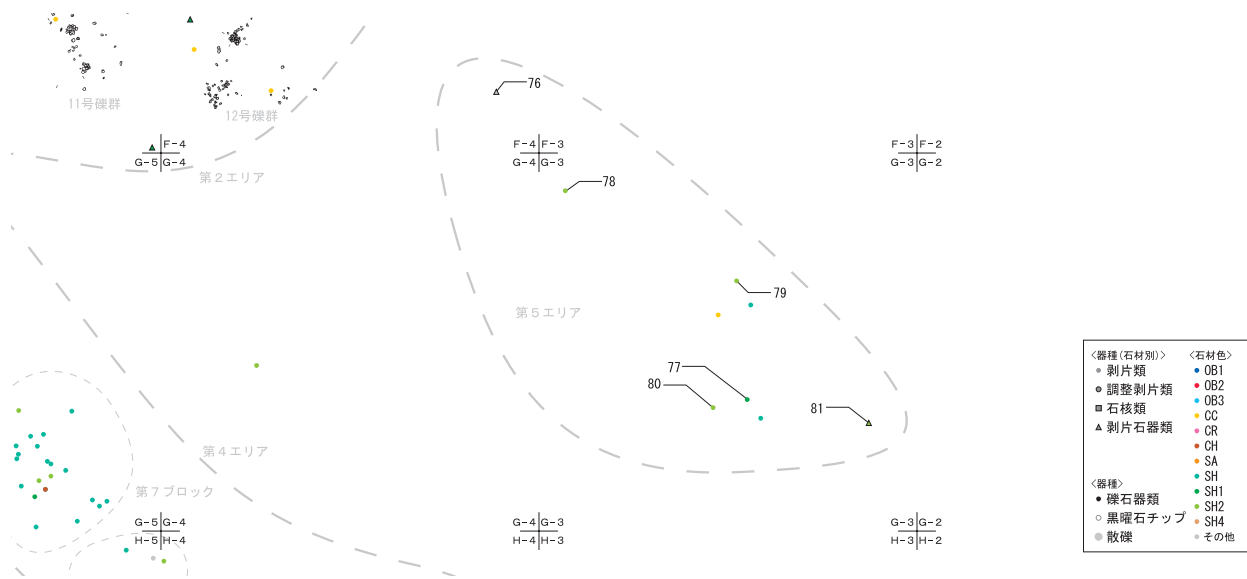 11号礫群
12号礫群
F-4
G-5 G-4
第2エリア
76
F-4 F-3
G-4 G-3
F-3 F-2
G-3 G-2
78
79
第5エリア
77
80
81
第4エリア
第7ブロック
G-5 G-4
H-5 H-4
G-4 G-3
H-4 H-3
G-3 G-2
H-3 H-2
〈器種(石材別)〉
剥片類
調整剥片類
石核類
剥片石器類
〈器種〉
礫石器類
黒曜石チップ
散礫
〈石材色〉
OB1
OB2
OB3
CC
CR
CH
SA
SH
SH1
SH2
SH4
その他